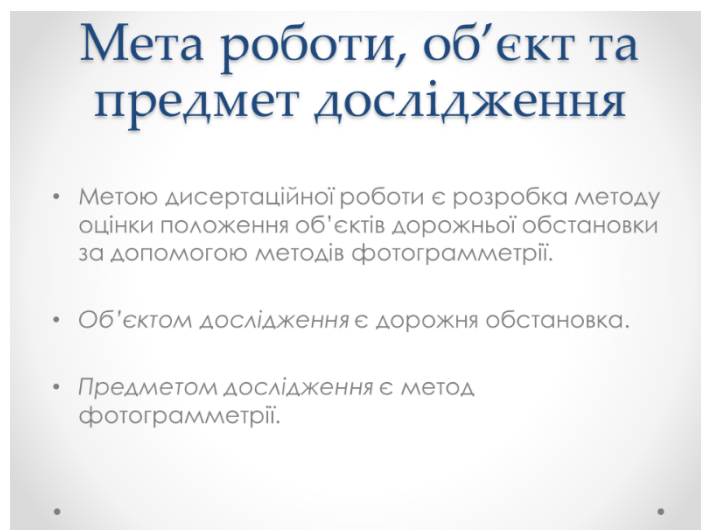 Мета роботи, об’єкт та
предмет дослідження
• Метою дисертаційної роботи є розробка методу
оцінки положення об’єктів дорожньої обстановки
за допомогою методів фотограмметрії.
• Об’єктом дослідження є дорожня обстановка.
• Предметом дослідження є метод
фотограмметрії.